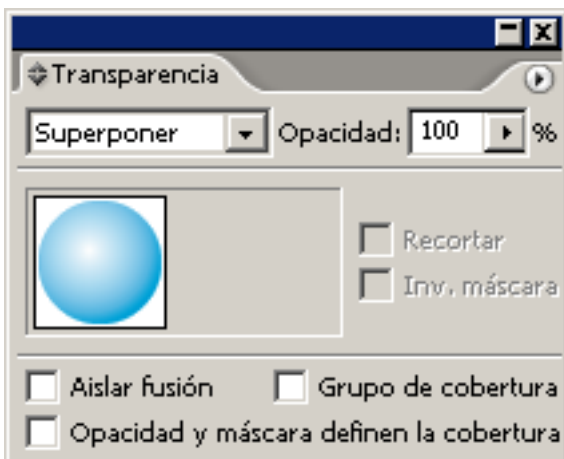 Transparencia
Superponer Opacidad: 100 %
Recortar
Inv. máscara
Aislar fusión Grupo de cobertura
Opacidad y máscara definen la cobertura